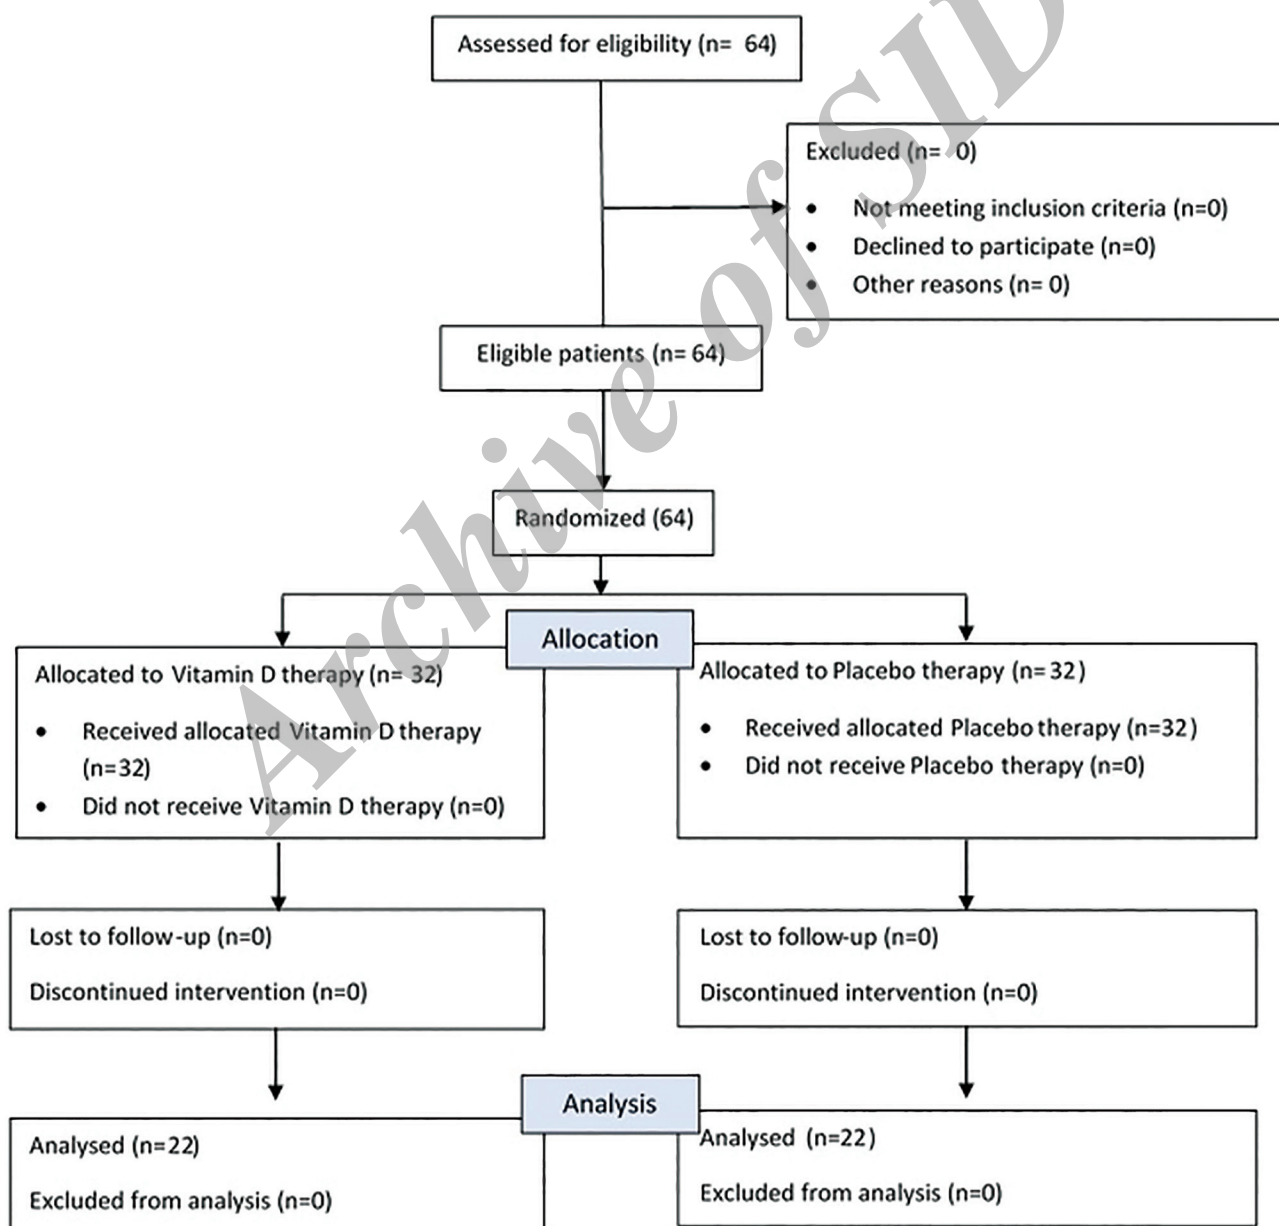 Assessed for eligibility (n= 64)
Excluded (n= 0)
• Not meeting inclusion criteria (n=0)
• Declined to participate (n=0)
• Other reasons (n= 0)
Eligible patients (n= 64)
Randomized (64)
Allocation
Allocated to Vitamin D therapy (n= 32)
• Received allocated Vitamin D therapy
(n=32)
• Did not receive Vitamin D therapy (n=0)
Allocated to Placebo therapy (n= 32)
• Received allocated Placebo therapy (n=32)
• Did not receive Placebo therapy (n=0)
Lost to follow-up (n=0)
Discontinued intervention (n=0)
Lost to follow-up (n=0)
Discontinued intervention (n=0)
Analysis
Analysed (n=22)
Excluded from analysis (n=0)
Analysed (n=22)
Excluded from analysis (n=0)
Archive of SID